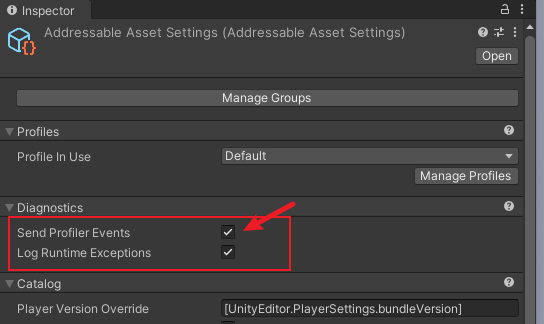 Inspector
Addressable Asset Settings (Addressable Asset Settings)
Open
Manage Groups
Profiles
Profile In Use Default
Manage Profiles
Diagnostics
Send Profiler Events
Log Runtime Exceptions
Catalog
Player Version Override [UnityEditor.PlayerSettings.bundleVersion]